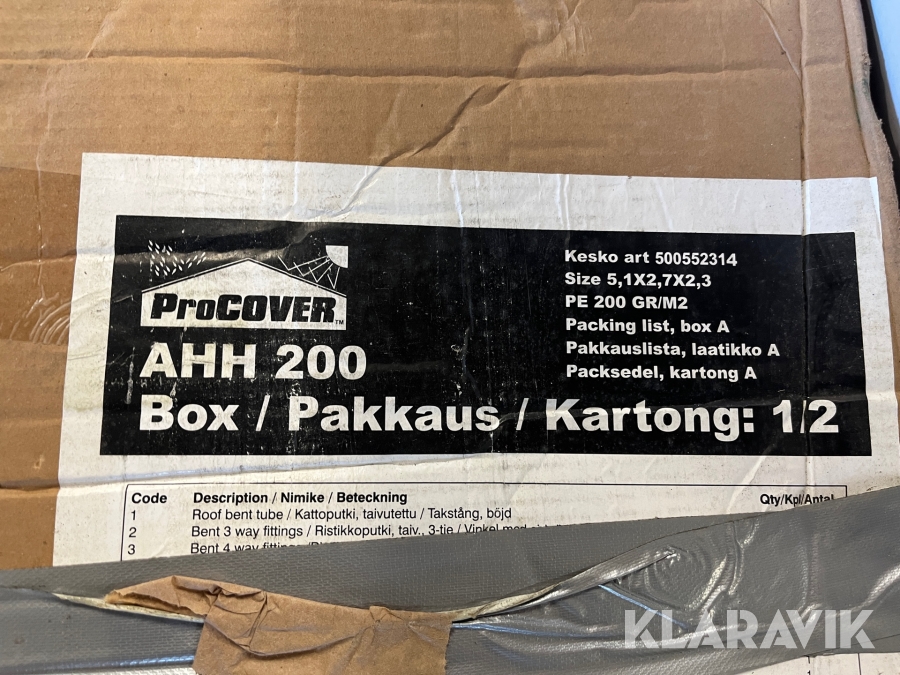 ProCOVER™
AHH 200
Kesko art 500552314
Size 5,1X2,7X2,3
PE 200 GR/M2
Packing list, box A
Pakkauslista, laatikko A
Packsedel, kartong A
Box / Pakkaus / Kartong: 1/2
Code Description / Nimike / Beteckning Qty/Kpl/Antal
1 Roof bent tube / Kattoputki, taivutettu / Takstång, böjd
2 Bent 3 way fittings / Ristikkoputki, taiv., 3-tie / Vinkel
3 Bent 4 way fittings
KLARAVIK